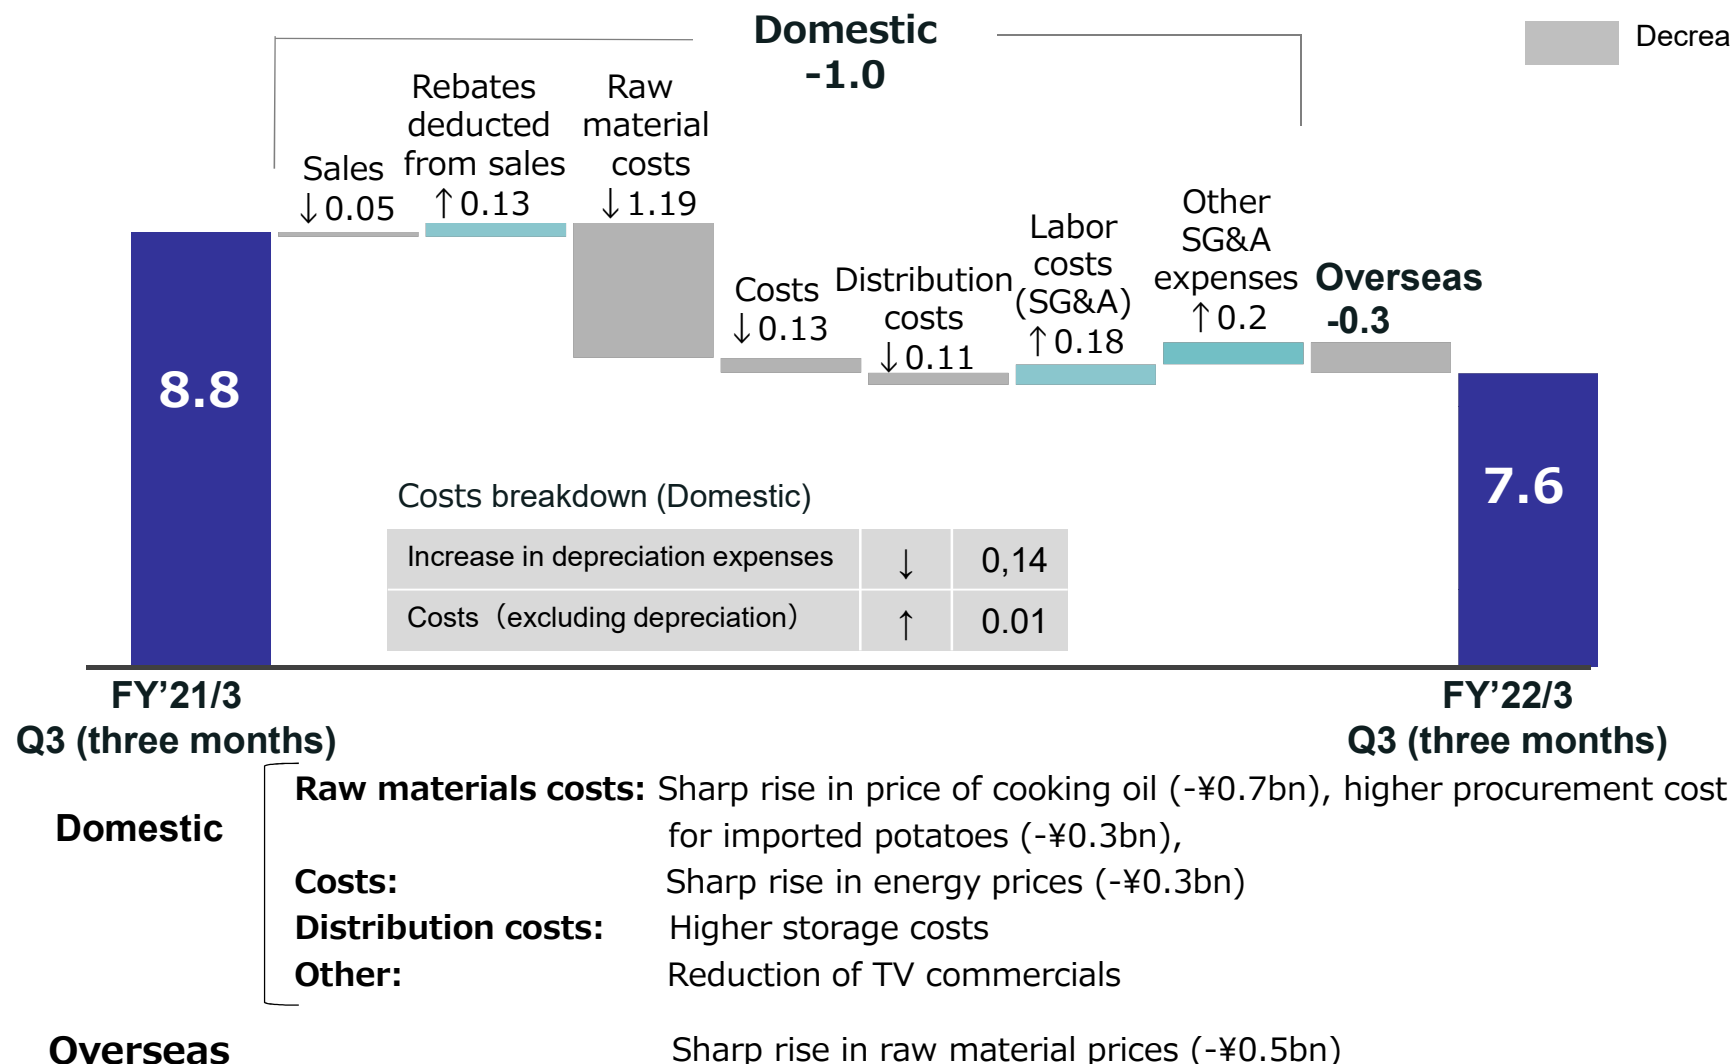 Domestic
-1.0
Decrea
Sales
↓0.05
Rebates
deducted
from sales
↑0.13
Raw
material
costs
↓1.19
Costs
↓0.13
Distribution
costs
↓0.11
Labor
costs
(SG&A)
↑0.18
Other
SG&A
expenses
↑0.2
Overseas
-0.3
8.8
7.6
Costs breakdown (Domestic)
Increase in depreciation expenses ↓ 0,14
Costs（excluding depreciation） ↑ 0.01
FY’21/3
Q3 (three months)
FY’22/3
Q3 (three months)
Domestic
Raw materials costs: Sharp rise in price of cooking oil (-¥0.7bn), higher procurement cost
for imported potatoes (-¥0.3bn),
Costs: Sharp rise in energy prices (-¥0.3bn)
Distribution costs: Higher storage costs
Other: Reduction of TV commercials
Overseas Sharp rise in raw material prices (-¥0.5bn)